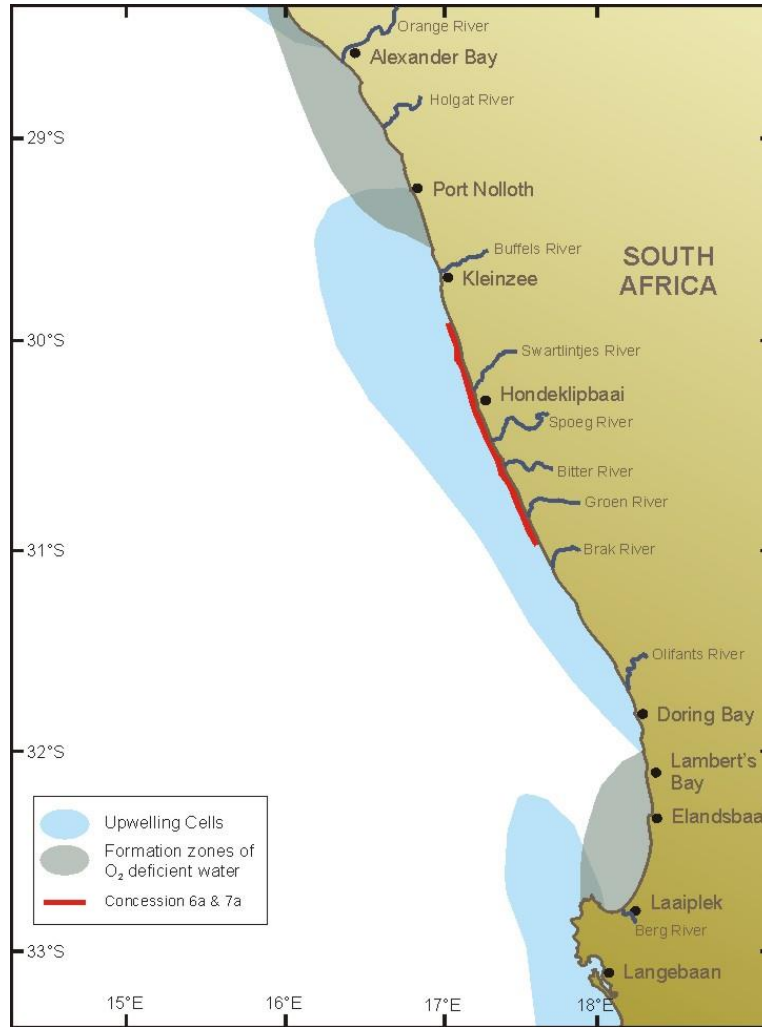 Orange River
Alexander Bay
Holgat River
29°S
Port Nolloth
Buffels River
SOUTH
AFRICA
Kleinzee
30°S
Swartlintjes River
Hondeklipbaai
Spoeg River
Bitter River
Groen River
31°S
Brak River
Olifants River
Doring Bay
32°S
Lambert's
Bay
Elandsbaa
Upwelling Cells
Formation zones of
O₂ deficient water
Concession 6a & 7a
Laaiplek
Berg River
33°S
Langebaan
15°E
16°E
17°E
18°E